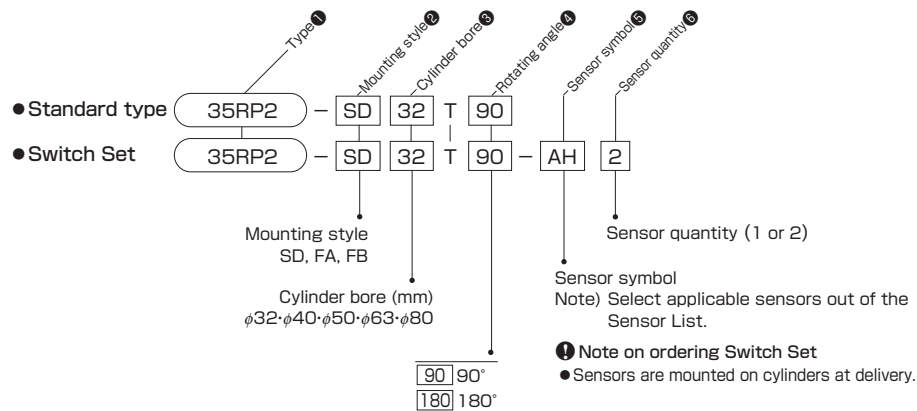 Type❶
Mounting style❷
Cylinder bore❸
Rotating angle❹
Sensor symbol❺
Sensor quantity❻
●Standard type 35RP2 – SD 32 T 90
●Switch Set 35RP2 – SD 32 T 90 – AH 2
Mounting style
SD, FA, FB
Cylinder bore (mm)
φ32·φ40·φ50·φ63·φ80
90 90°
180 180°
Sensor quantity (1 or 2)
Sensor symbol
Note) Select applicable sensors out of the
Sensor List.
! Note on ordering Switch Set
●Sensors are mounted on cylinders at delivery.